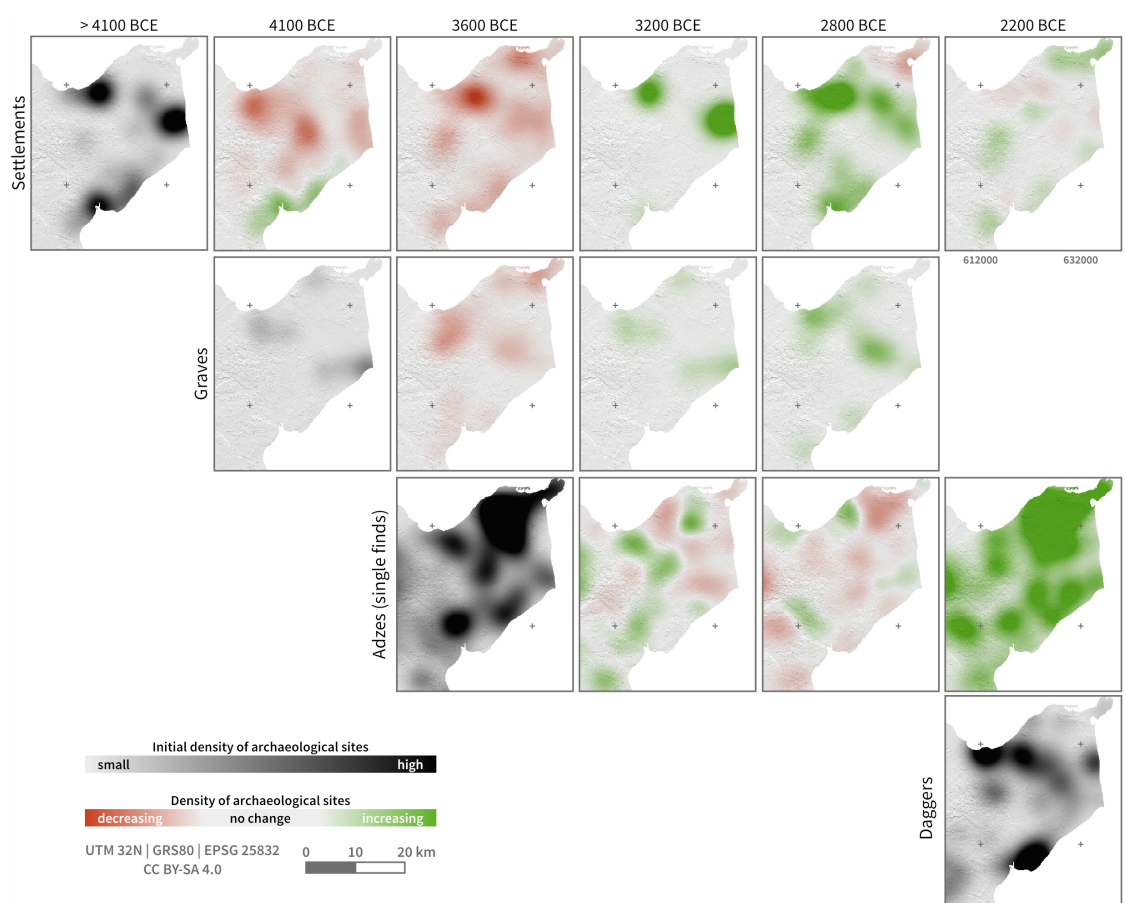 > 4100 BCE
4100 BCE
3600 BCE
3200 BCE
2800 BCE
2200 BCE
Settlements
612000
632000
Graves
Adzes (single finds)
Daggers
Initial density of archaeological sites
small high
Density of archaeological sites
decreasing no change increasing
UTM 32N | GRS80 | EPSG 25832
CC BY-SA 4.0
0 10 20 km